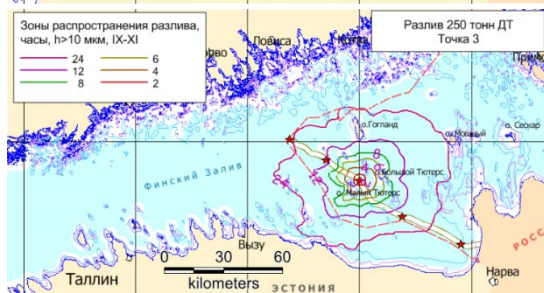 Зоны распространения разлива,
часы, h>10 мкм, IX-XI
24 6
12 4
8 2
Разлив 250 тонн ДТ
Точка 3
Ловиса
Котка
о.Гогланд
о.Мощный
о. Сескар
Финский Залив
о.Большой Тютерс
о. Малый Тютерс
Вызу
Таллин
0 30 60
kilometers
ЭСТОНИЯ
Нарва